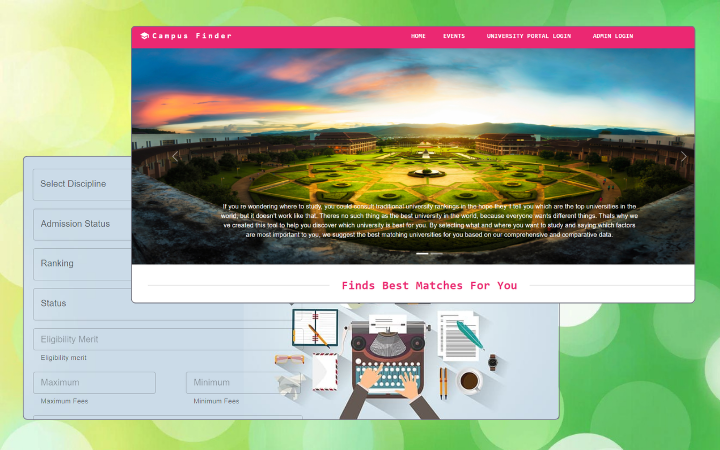 Campus Finder
HOME EVENTS UNIVERSITY PORTAL LOGIN ADMIN LOGIN
If you re wondering where to study, you could consult traditional university rankings in the hope they ll tell you which are the top universities in the
world, but it doesn't work like that. Theres no such thing as the best university in the world, because everyone wants different things. Thats why we
ve created this tool to help you discover which university is best for you. By selecting what and where you want to study and saying which factors
are most important to you, we suggest the best matching universities for you based on our comprehensive and comparative data.
Finds Best Matches For You
Select Discipline
Admission Status
Ranking
Status
Eligibility Merit
Eligibility merit
Maximum Minimum
Maximum Fees Minimum Fees